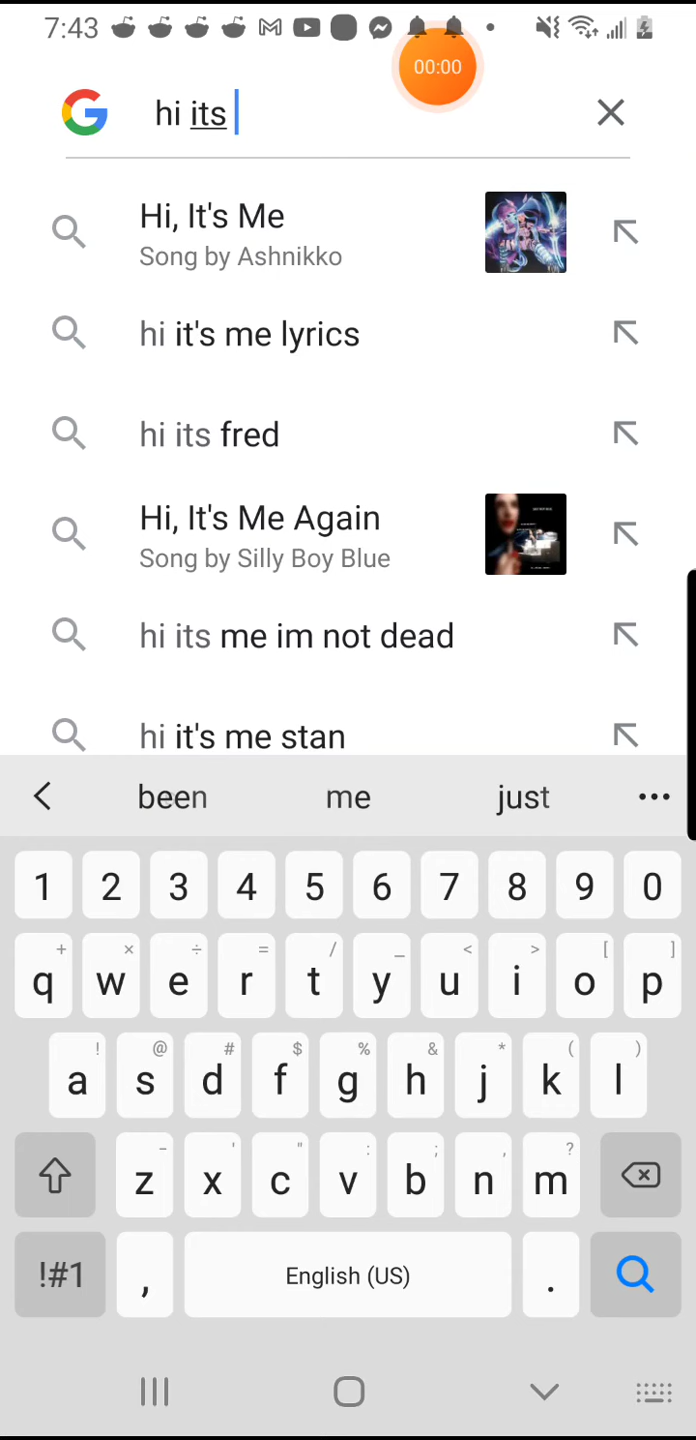 7:43
00:00
hi its
Hi, It's Me
Song by Ashnikko
hi it's me lyrics
hi its fred
Hi, It's Me Again
Song by Silly Boy Blue
hi its me im not dead
hi it's me stan
been me just
1 2 3 4 5 6 7 8 9 0
+ × ÷ = / _ < > [ ]
q w e r t y u i o p
! @ # $ % & * ( )
a s d f g h j k l
- ' " : ; , ?
z x c v b n m
!#1 , English (US) .